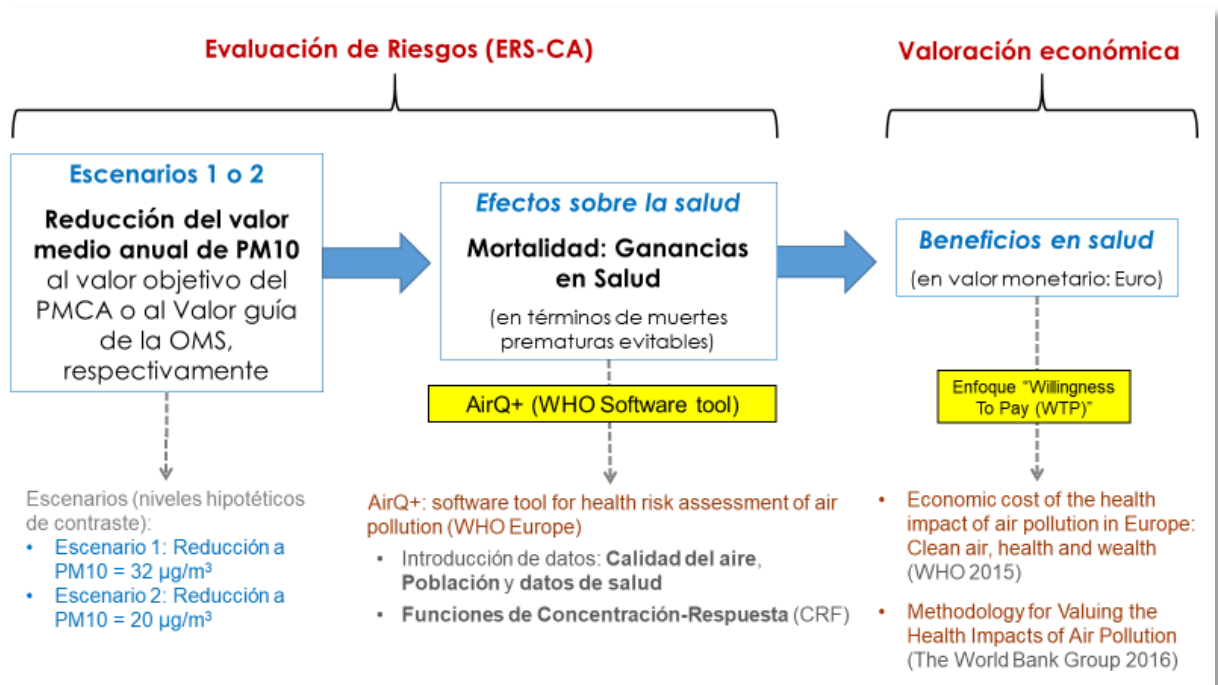 Evaluación de Riesgos (ERS-CA)
Valoración económica
Escenarios 1 o 2
Reducción del valor
medio anual de PM10
al valor objetivo del
PMCA o al Valor guía
de la OMS,
respectivamente
Efectos sobre la salud
Mortalidad: Ganancias
en Salud
(en términos de muertes
prematuras evitables)
AirQ+ (WHO Software tool)
Beneficios en salud
(en valor monetario: Euro)
Enfoque “Willingness
To Pay (WTP)”
Escenarios (niveles hipotéticos
de contraste):
• Escenario 1: Reducción a
PM10 = 32 µg/m³
• Escenario 2: Reducción a
PM10 = 20 µg/m³
AirQ+: software tool for health risk assessment of air
pollution (WHO Europe)
• Introducción de datos: Calidad del aire,
Población y datos de salud
• Funciones de Concentración-Respuesta (CRF)
• Economic cost of the health
impact of air pollution in Europe:
Clean air, health and wealth
(WHO 2015)
• Methodology for Valuing the
Health Impacts of Air Pollution
(The World Bank Group 2016)